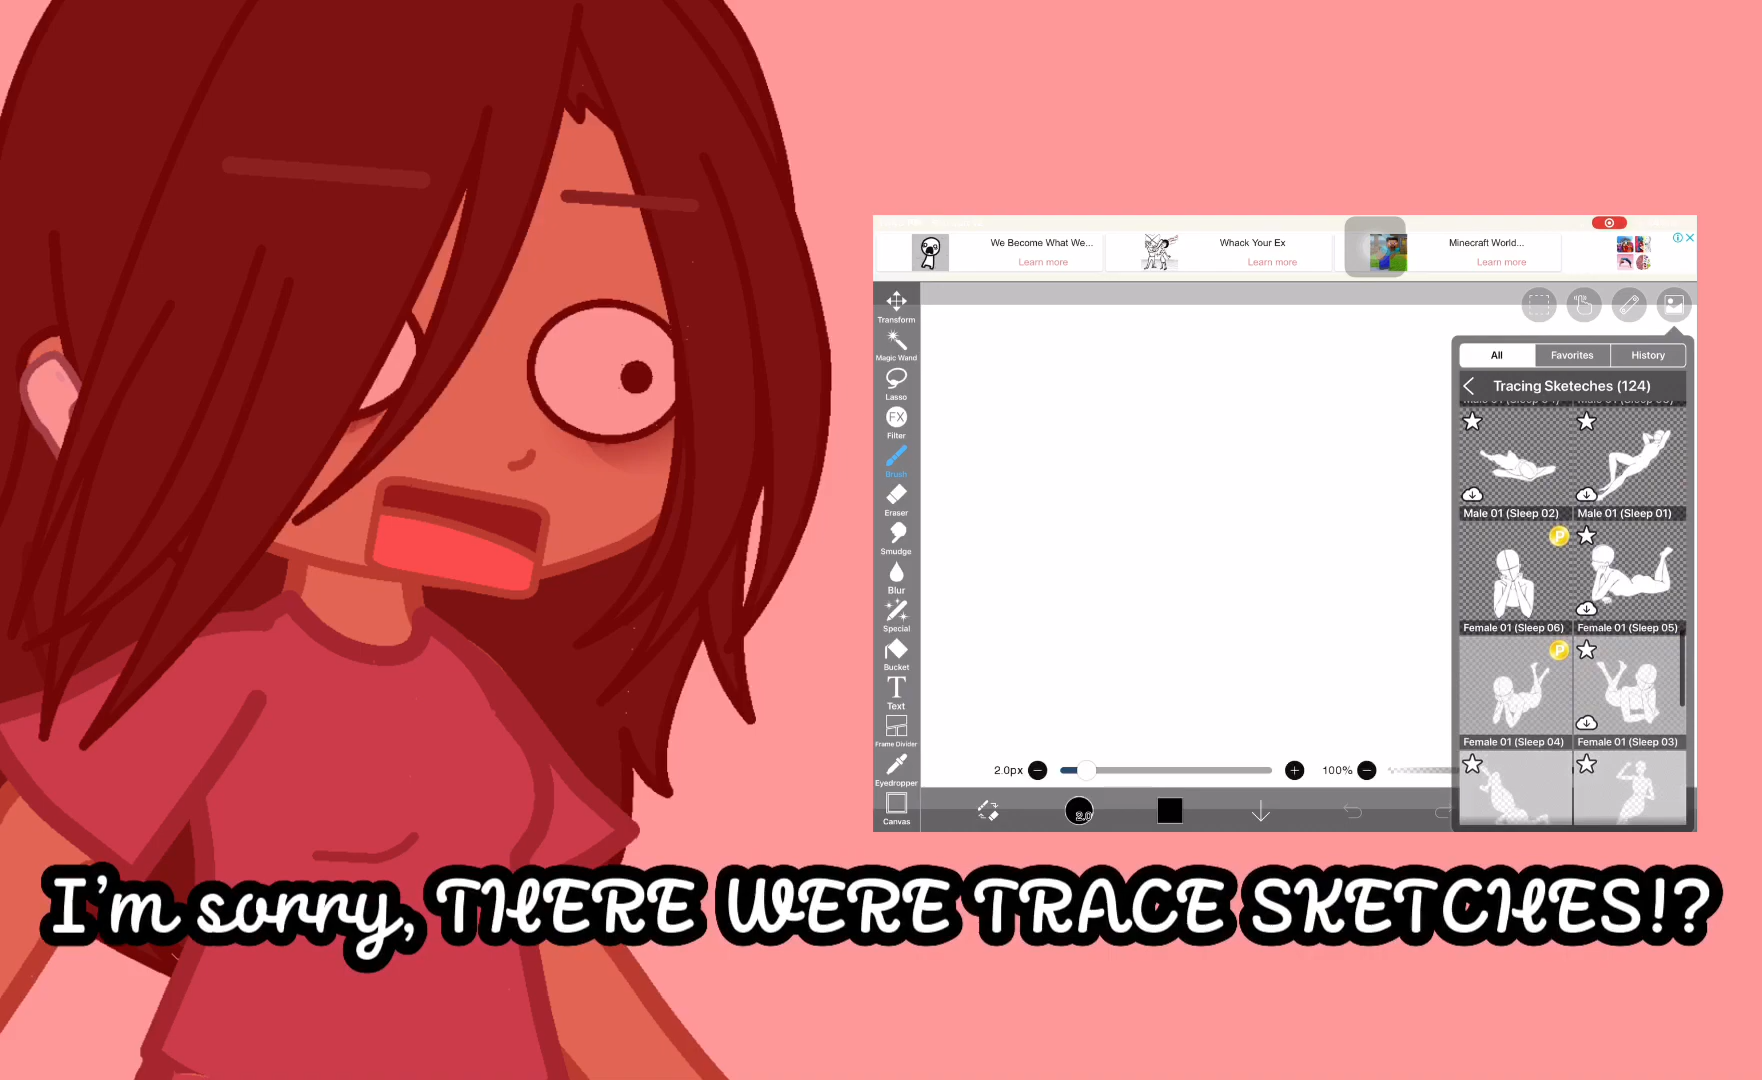 We Become What We...
Learn more
Whack Your Ex
Learn more
Minecraft World...
Learn more
Transform
Magic Wand
Lasso
FX
Filter
Brush
Eraser
Smudge
Blur
Special
Bucket
T
Text
Frame Divider
Eyedropper
Canvas
All
Favorites
History
Tracing Sketeches (124)
Male 01 (Sleep 02)
Male 01 (Sleep 01)
P
Female 01 (Sleep 06)
Female 01 (Sleep 05)
P
Female 01 (Sleep 04)
Female 01 (Sleep 03)
2.0px
100%
2.0
I'm sorry, THERE WERE TRACE SKETCHES!?